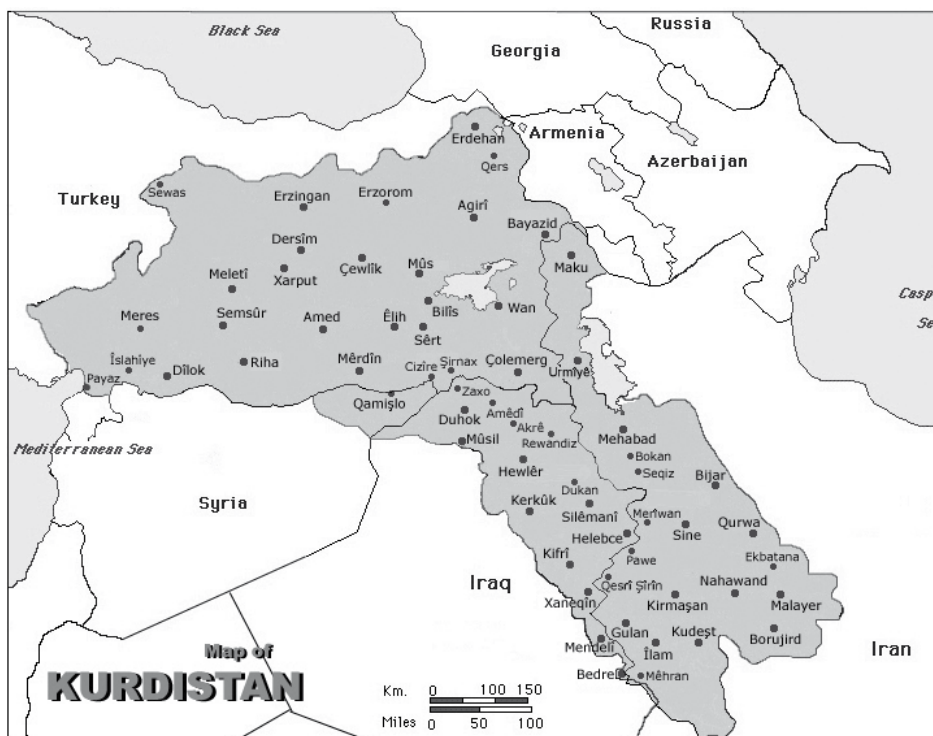 Black Sea
Russia
Georgia
Erdehan
Armenia
Qers
Azerbaijan
Turkey
Sewas
Erzingan
Erzorom
Agirî
Bayazid
Dersîm
Maku
Xarput
Çewlîk
Mûs
Meletî
Casp
Se
Wan
Bilîs
Meres
Semsûr
Amed
Êlih
Sêrt
Îslahiye
Dîlok
Riha
Mêrdîn
Cizîre
Şirnax
Çolemerg
Urmiyê
Payaz
Qamişlo
Zaxo
Amêdî
Duhok
Akrê
Rewandiz
Mehabad
Mediterranean Sea
Mûsil
Bokan
Seqiz
Hewlêr
Bijar
Syria
Dukan
Kerkûk
Silêmanî
Merîwan
Sine
Qurwa
Helebce
Kifrî
Pawe
Ekbatana
Iraq
Qesrî Şîrîn
Nahawand
Xaneqîn
Kirmaşan
Malayer
Gulan
Kudeşt
Borujird
Mendelî
Îlam
Iran
Bedre
Mêhran
Map of
KURDISTAN
Km. 0 100 150
Miles 0 50 100